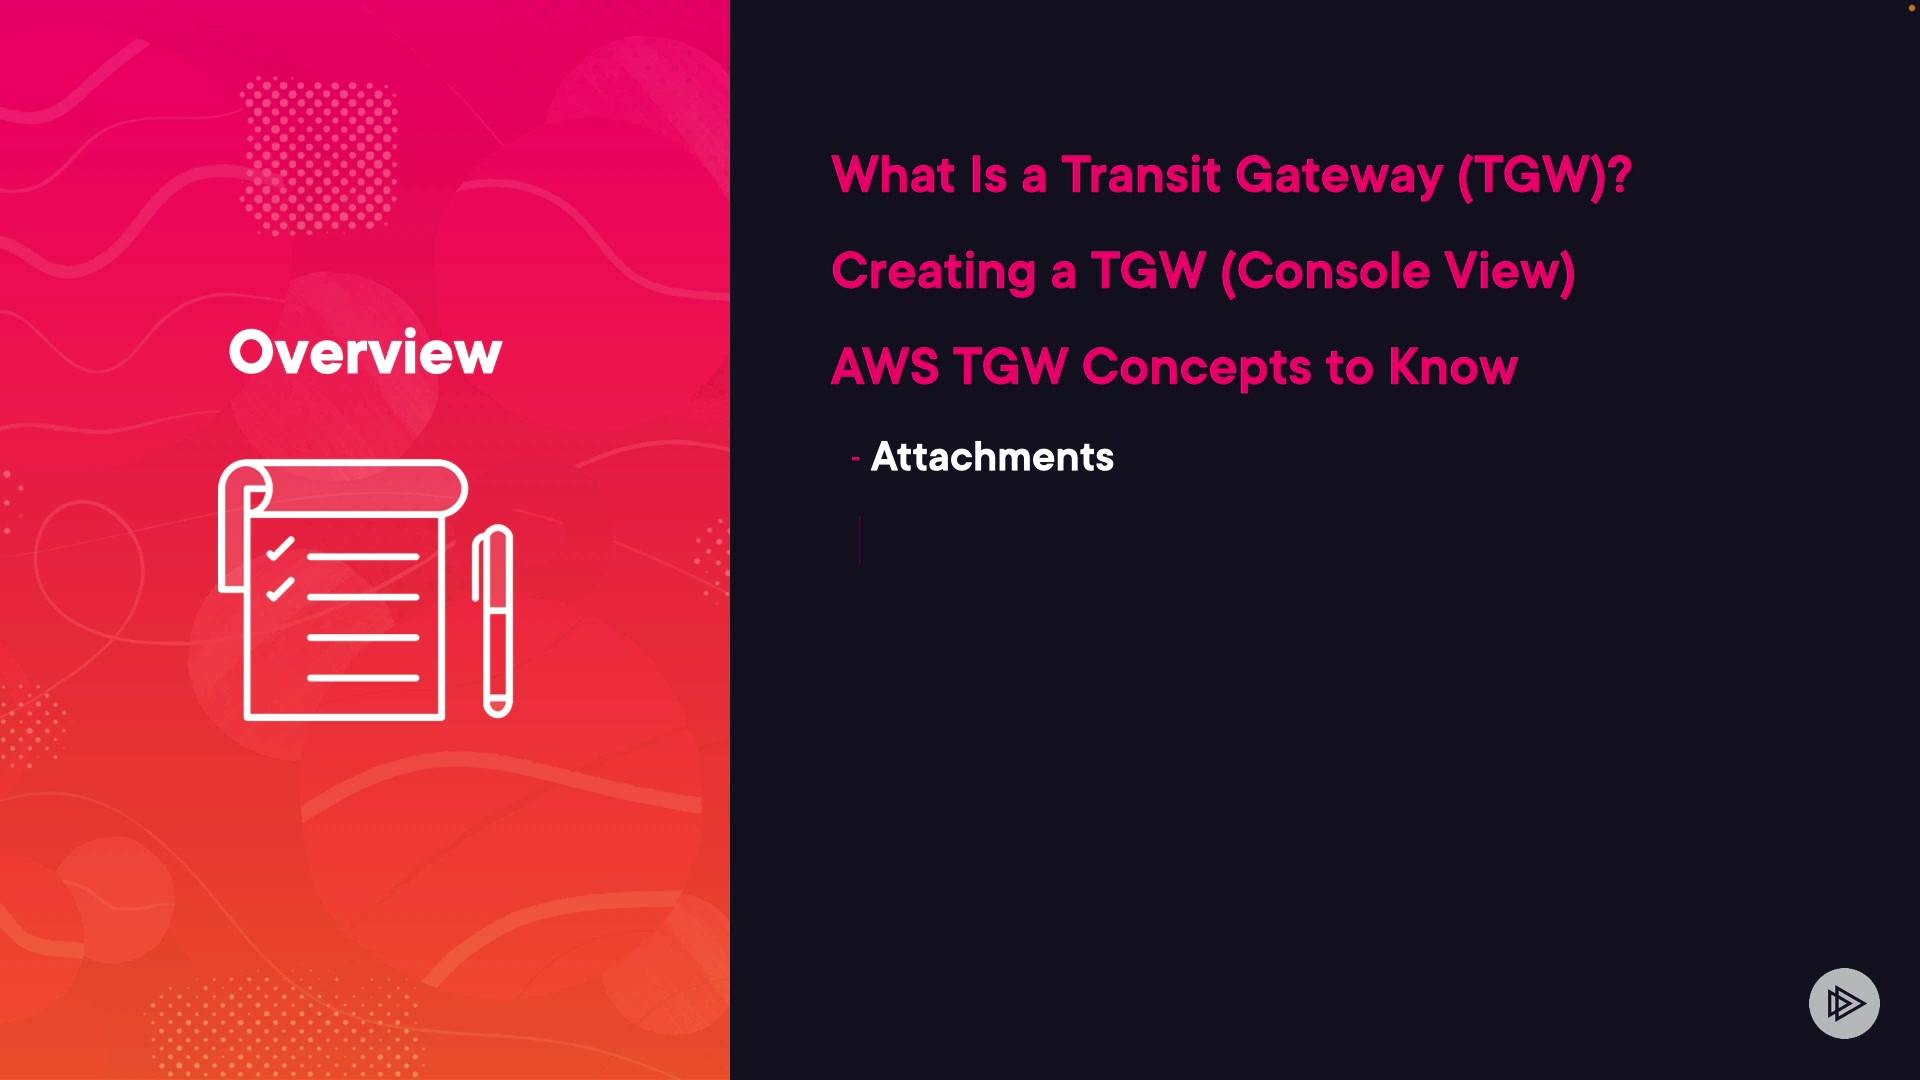 Overview
What Is a Transit Gateway (TGW)?
Creating a TGW (Console View)
AWS TGW Concepts to Know
- Attachments